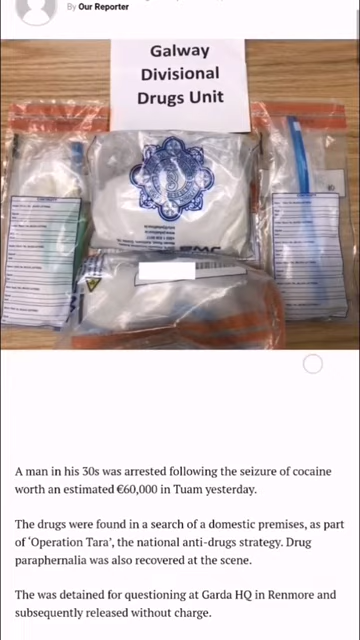 By Our Reporter
Galway
Divisional
Drugs Unit
A man in his 30s was arrested following the seizure of cocaine
worth an estimated €60,000 in Tuam yesterday.
The drugs were found in a search of a domestic premises, as part
of ‘Operation Tara’, the national anti-drugs strategy. Drug
paraphernalia was also recovered at the scene.
The was detained for questioning at Garda HQ in Renmore and
subsequently released without charge.